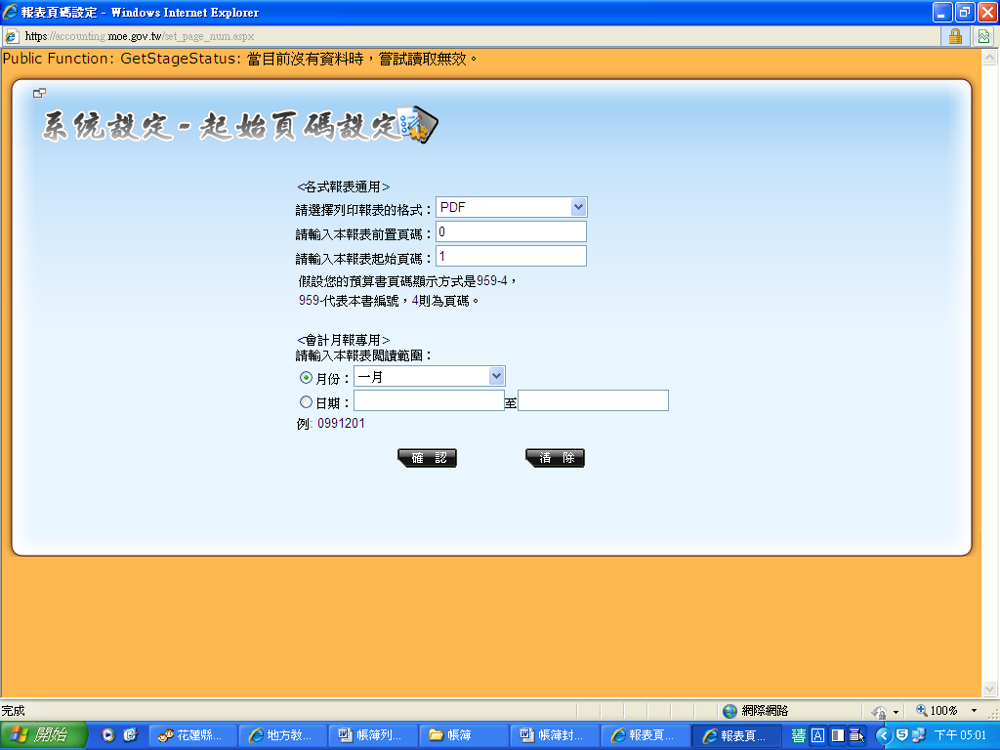 報表頁碼設定 - Windows Internet Explorer
https://accounting.moe.gov.tw/set_page_num.aspx
Public Function: GetStageStatus: 當目前沒有資料時，嘗試讀取無效。
系統設定-起始頁碼設定
<各式報表通用>
請選擇列印報表的格式： PDF
請輸入本報表前置頁碼： 0
請輸入本報表起始頁碼： 1
假設您的預算書頁碼顯示方式是959-4，
959-代表本書編號，4則為頁碼。
<會計月報專用>
請輸入本報表閱讀範圍：
月份： 一月
日期： 至
例: 0991201
確 認 清 除
完成 網際網路 100%
開始 花蓮縣... 地方教... 帳簿列... 帳簿 帳簿封... 報表頁... 報表頁... A 下午 05:01